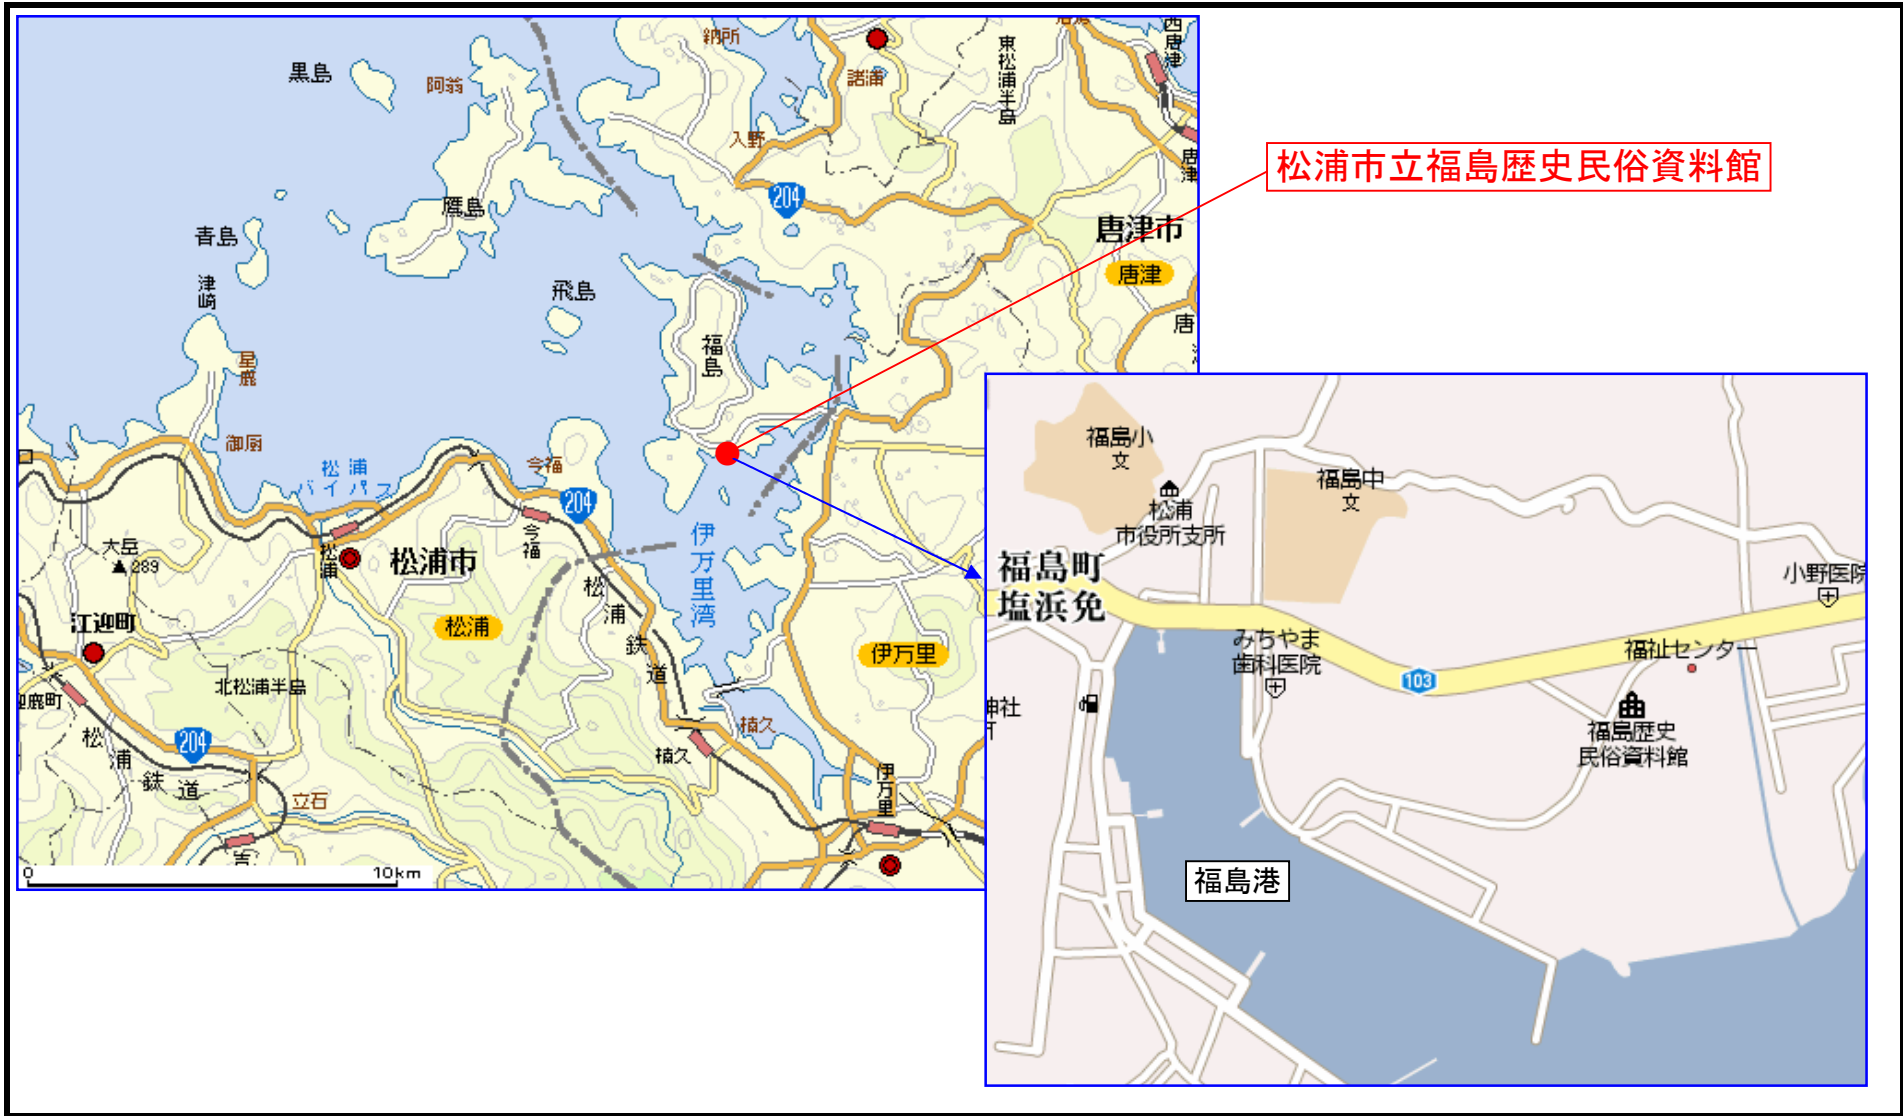 納所
西唐津
黒島
阿翁
諸浦
東松浦半島
入野
唐津
松浦市立福島歴史民俗資料館
204
鷹島
青島
唐津市
津崎
唐津
飛島
唐
福島
星鹿
御厨
松浦
バイパス
今福
204
伊万里湾
今福
大岳
289
松浦
松浦市
松浦鉄道
江迎町
松浦
伊万里
北松浦半島
204
楠久
楠久
松浦鉄道
立石
伊万里
0
10km
福島小
文
福島中
文
松浦
市役所支所
福島町
塩浜免
小野医院
みちやま
歯科医院
福祉センター
103
福島歴史
民俗資料館
神社
福島港